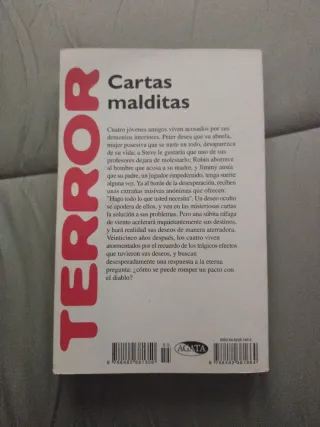 TERROR
Cartas
malditas
Cuatro jóvenes amigos viven acosados por sus
demonios interiores. Peter desea que su abuela,
mujer posesiva que se mete en todo, desaparezca
de su vida; a Steve le gustaría que uno de sus
profesores dejara de molestarlo; Robin aborrece
al hombre que acosa a su madre, y Jimmy ansía
que su padre, un jugador empedernido, tenga suerte
alguna vez. Ya al borde de la desesperación, reciben
unas extrañas misivas anónimas que ofrecen:
"Hago todo lo que usted necesita". Un deseo oculto
se apodera de ellos, y ven en las misteriosas cartas
la solución a sus problemas. Pero una súbita ráfaga
de viento acelerará inquietantemente sus destinos,
y hará realidad sus deseos de manera aterradora.
Veinticinco años después, los cuatro viven
atormentados por el recuerdo de los trágicos efectos
que tuvieron sus deseos, y buscan
desesperadamente una respuesta a la eterna
pregunta: ¿cómo se puede romper un pacto con
el diablo?
AGATA